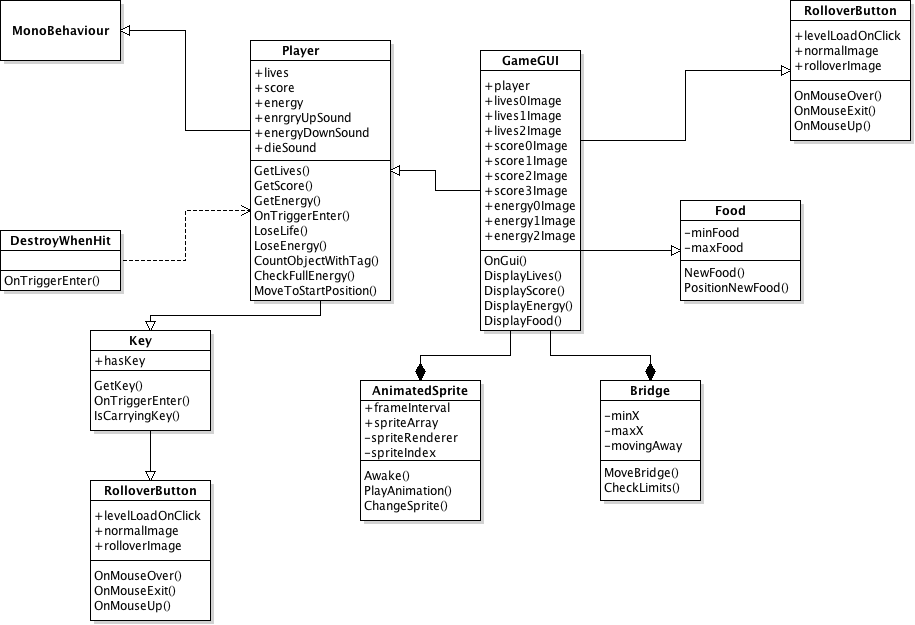 MonoBehaviour
Player
+lives
+score
+energy
+enrgryUpSound
+energyDownSound
+dieSound
GetLives()
GetScore()
GetEnergy()
OnTriggerEnter()
LoseLife()
LoseEnergy()
CountObjectWithTag()
CheckFullEnergy()
MoveToStartPosition()
GameGUI
+player
+lives0Image
+lives1Image
+lives2Image
+score0Image
+score1Image
+score2Image
+score3Image
+energy0Image
+energy1Image
+energy2Image
OnGui()
DisplayLives()
DisplayScore()
DisplayEnergy()
DisplayFood()
RolloverButton
+levelLoadOnClick
+normalImage
+rolloverImage
OnMouseOver()
OnMouseExit()
OnMouseUp()
Food
-minFood
-maxFood
NewFood()
PositionNewFood()
DestroyWhenHit
OnTriggerEnter()
Key
+hasKey
GetKey()
OnTriggerEnter()
IsCarryingKey()
AnimatedSprite
+frameInterval
+spriteArray
-spriteRenderer
-spriteIndex
Awake()
PlayAnimation()
ChangeSprite()
Bridge
-minX
-maxX
-movingAway
MoveBridge()
CheckLimits()
RolloverButton
+levelLoadOnClick
+normalImage
+rolloverImage
OnMouseOver()
OnMouseExit()
OnMouseUp()